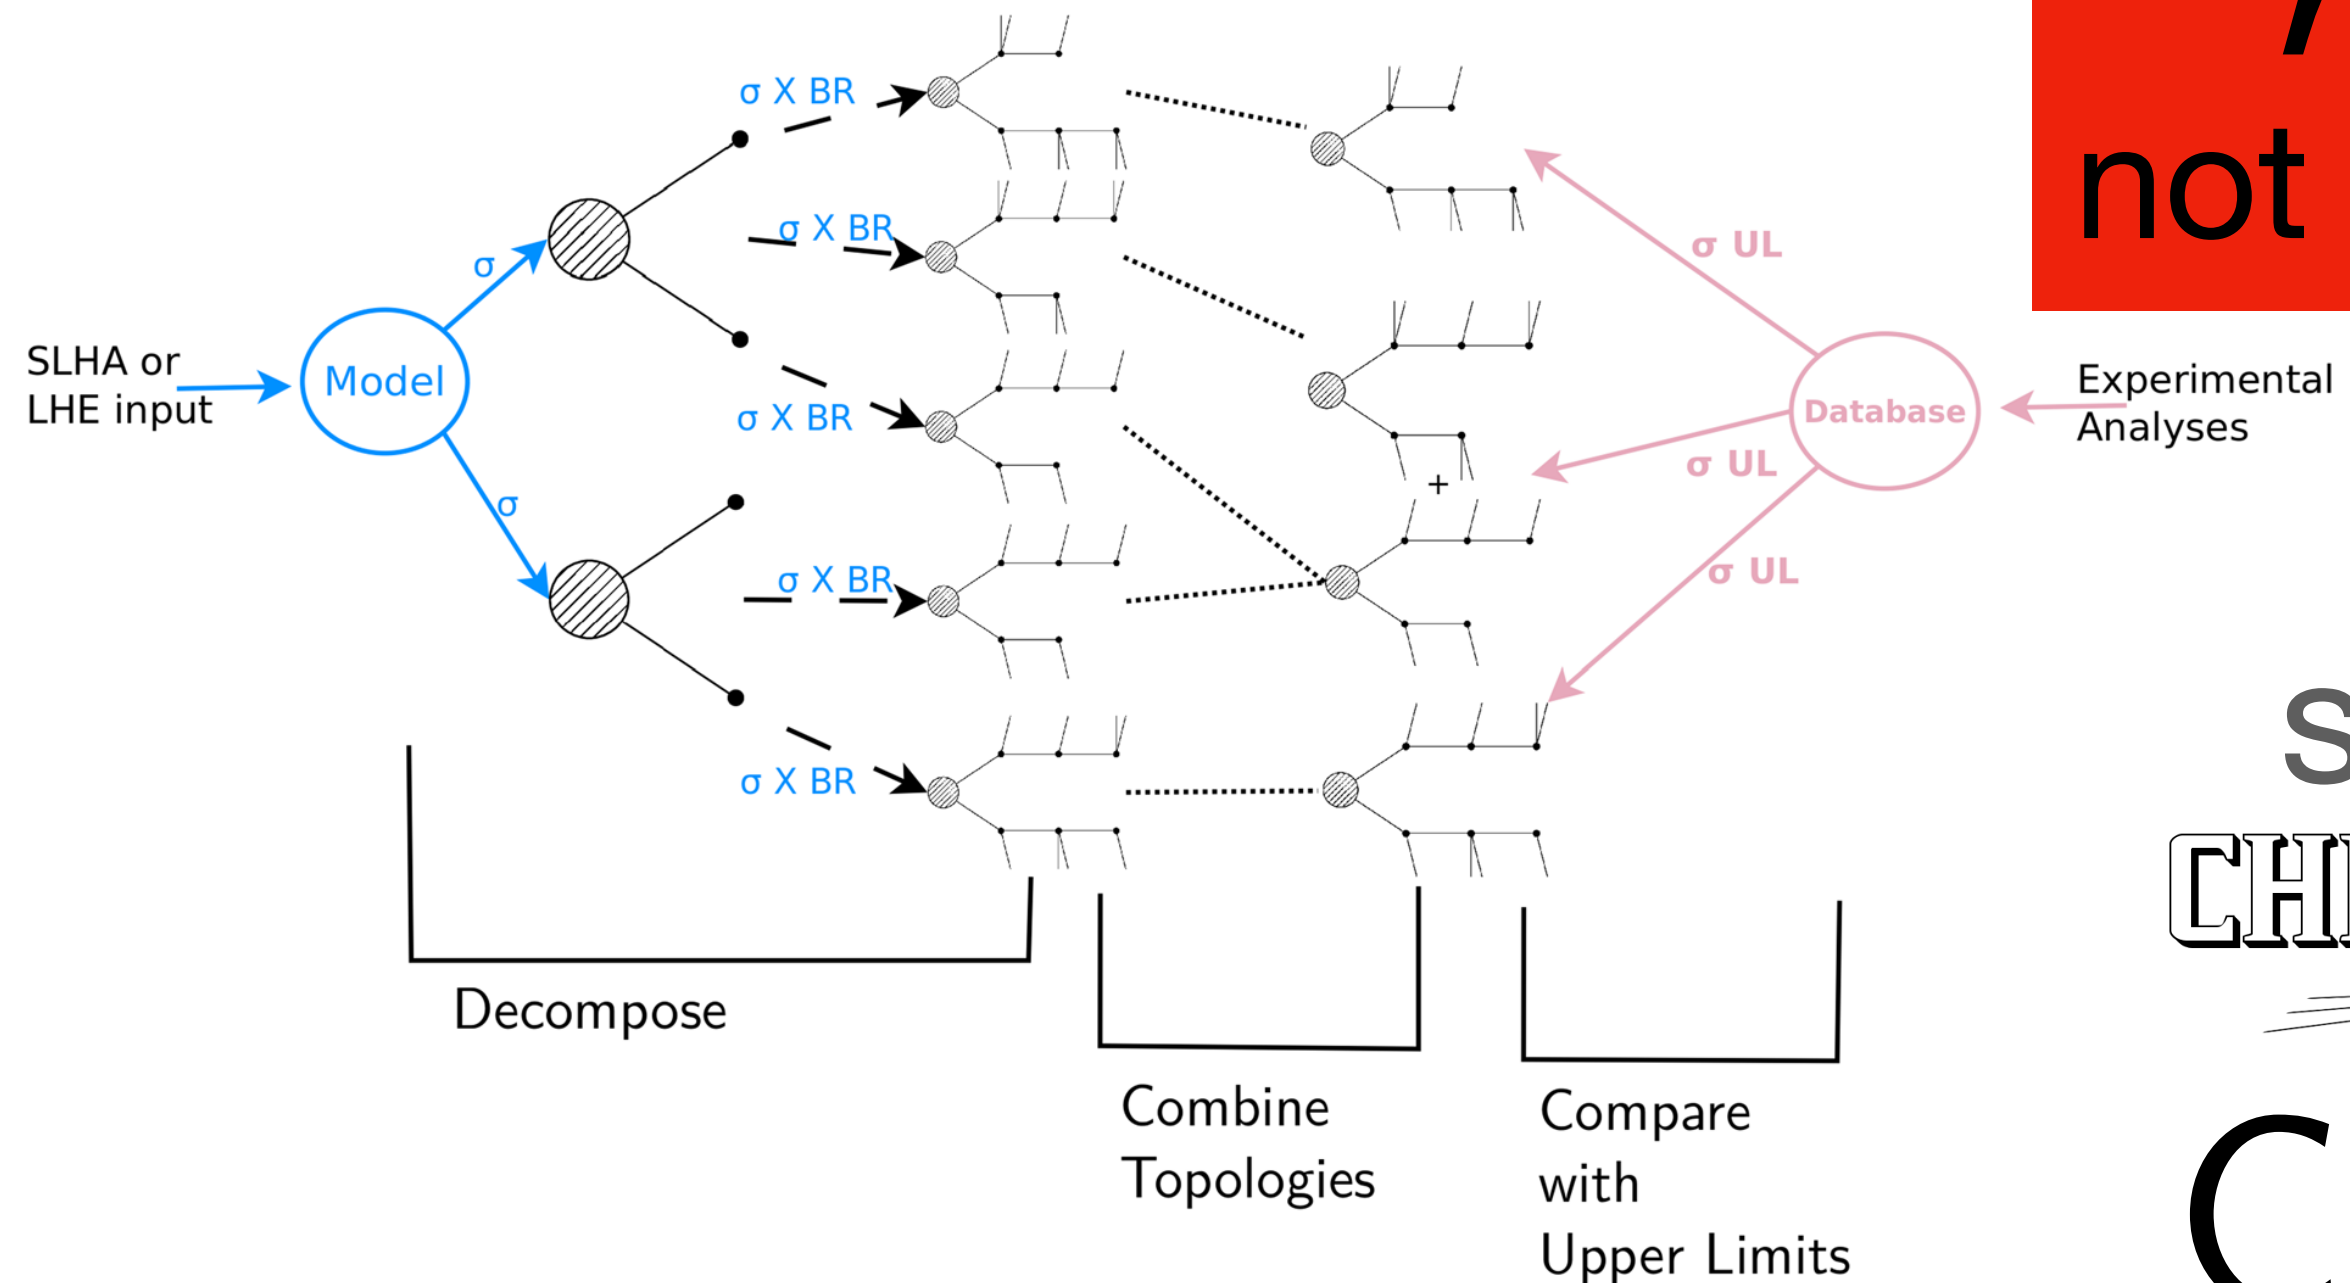 not
σ X BR
σ X BR
σ UL
σ
SLHA or
LHE input
Model
Experimental
Analyses
Database
σ X BR
σ UL
+
σ
σ X BR
σ UL
σ X BR
Decompose
Combine
Topologies
Compare
with
Upper Limits